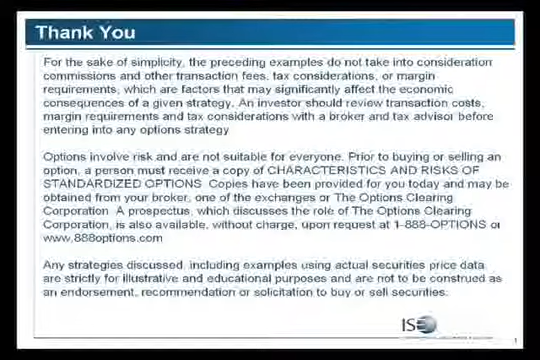 Thank You
For the sake of simplicity, the preceding examples do not take into consideration
commissions and other transaction fees, tax considerations, or margin
requirements, which are factors that may significantly affect the economic
consequences of a given strategy. An investor should review transaction costs,
margin requirements and tax considerations with a broker and tax advisor before
entering into any options strategy
Options involve risk and are not suitable for everyone. Prior to buying or selling an
option, a person must receive a copy of CHARACTERISTICS AND RISKS OF
STANDARDIZED OPTIONS. Copies have been provided for you today and may be
obtained from your broker, one of the exchanges or The Options Clearing
Corporation. A prospectus, which discusses the role of The Options Clearing
Corporation, is also available, without charge, upon request at 1-888-OPTIONS or
www.888options.com
Any strategies discussed, including examples using actual securities price data,
are strictly for illustrative and educational purposes and are not to be construed as
an endorsement, recommendation or solicitation to buy or sell securities.
ISE
1